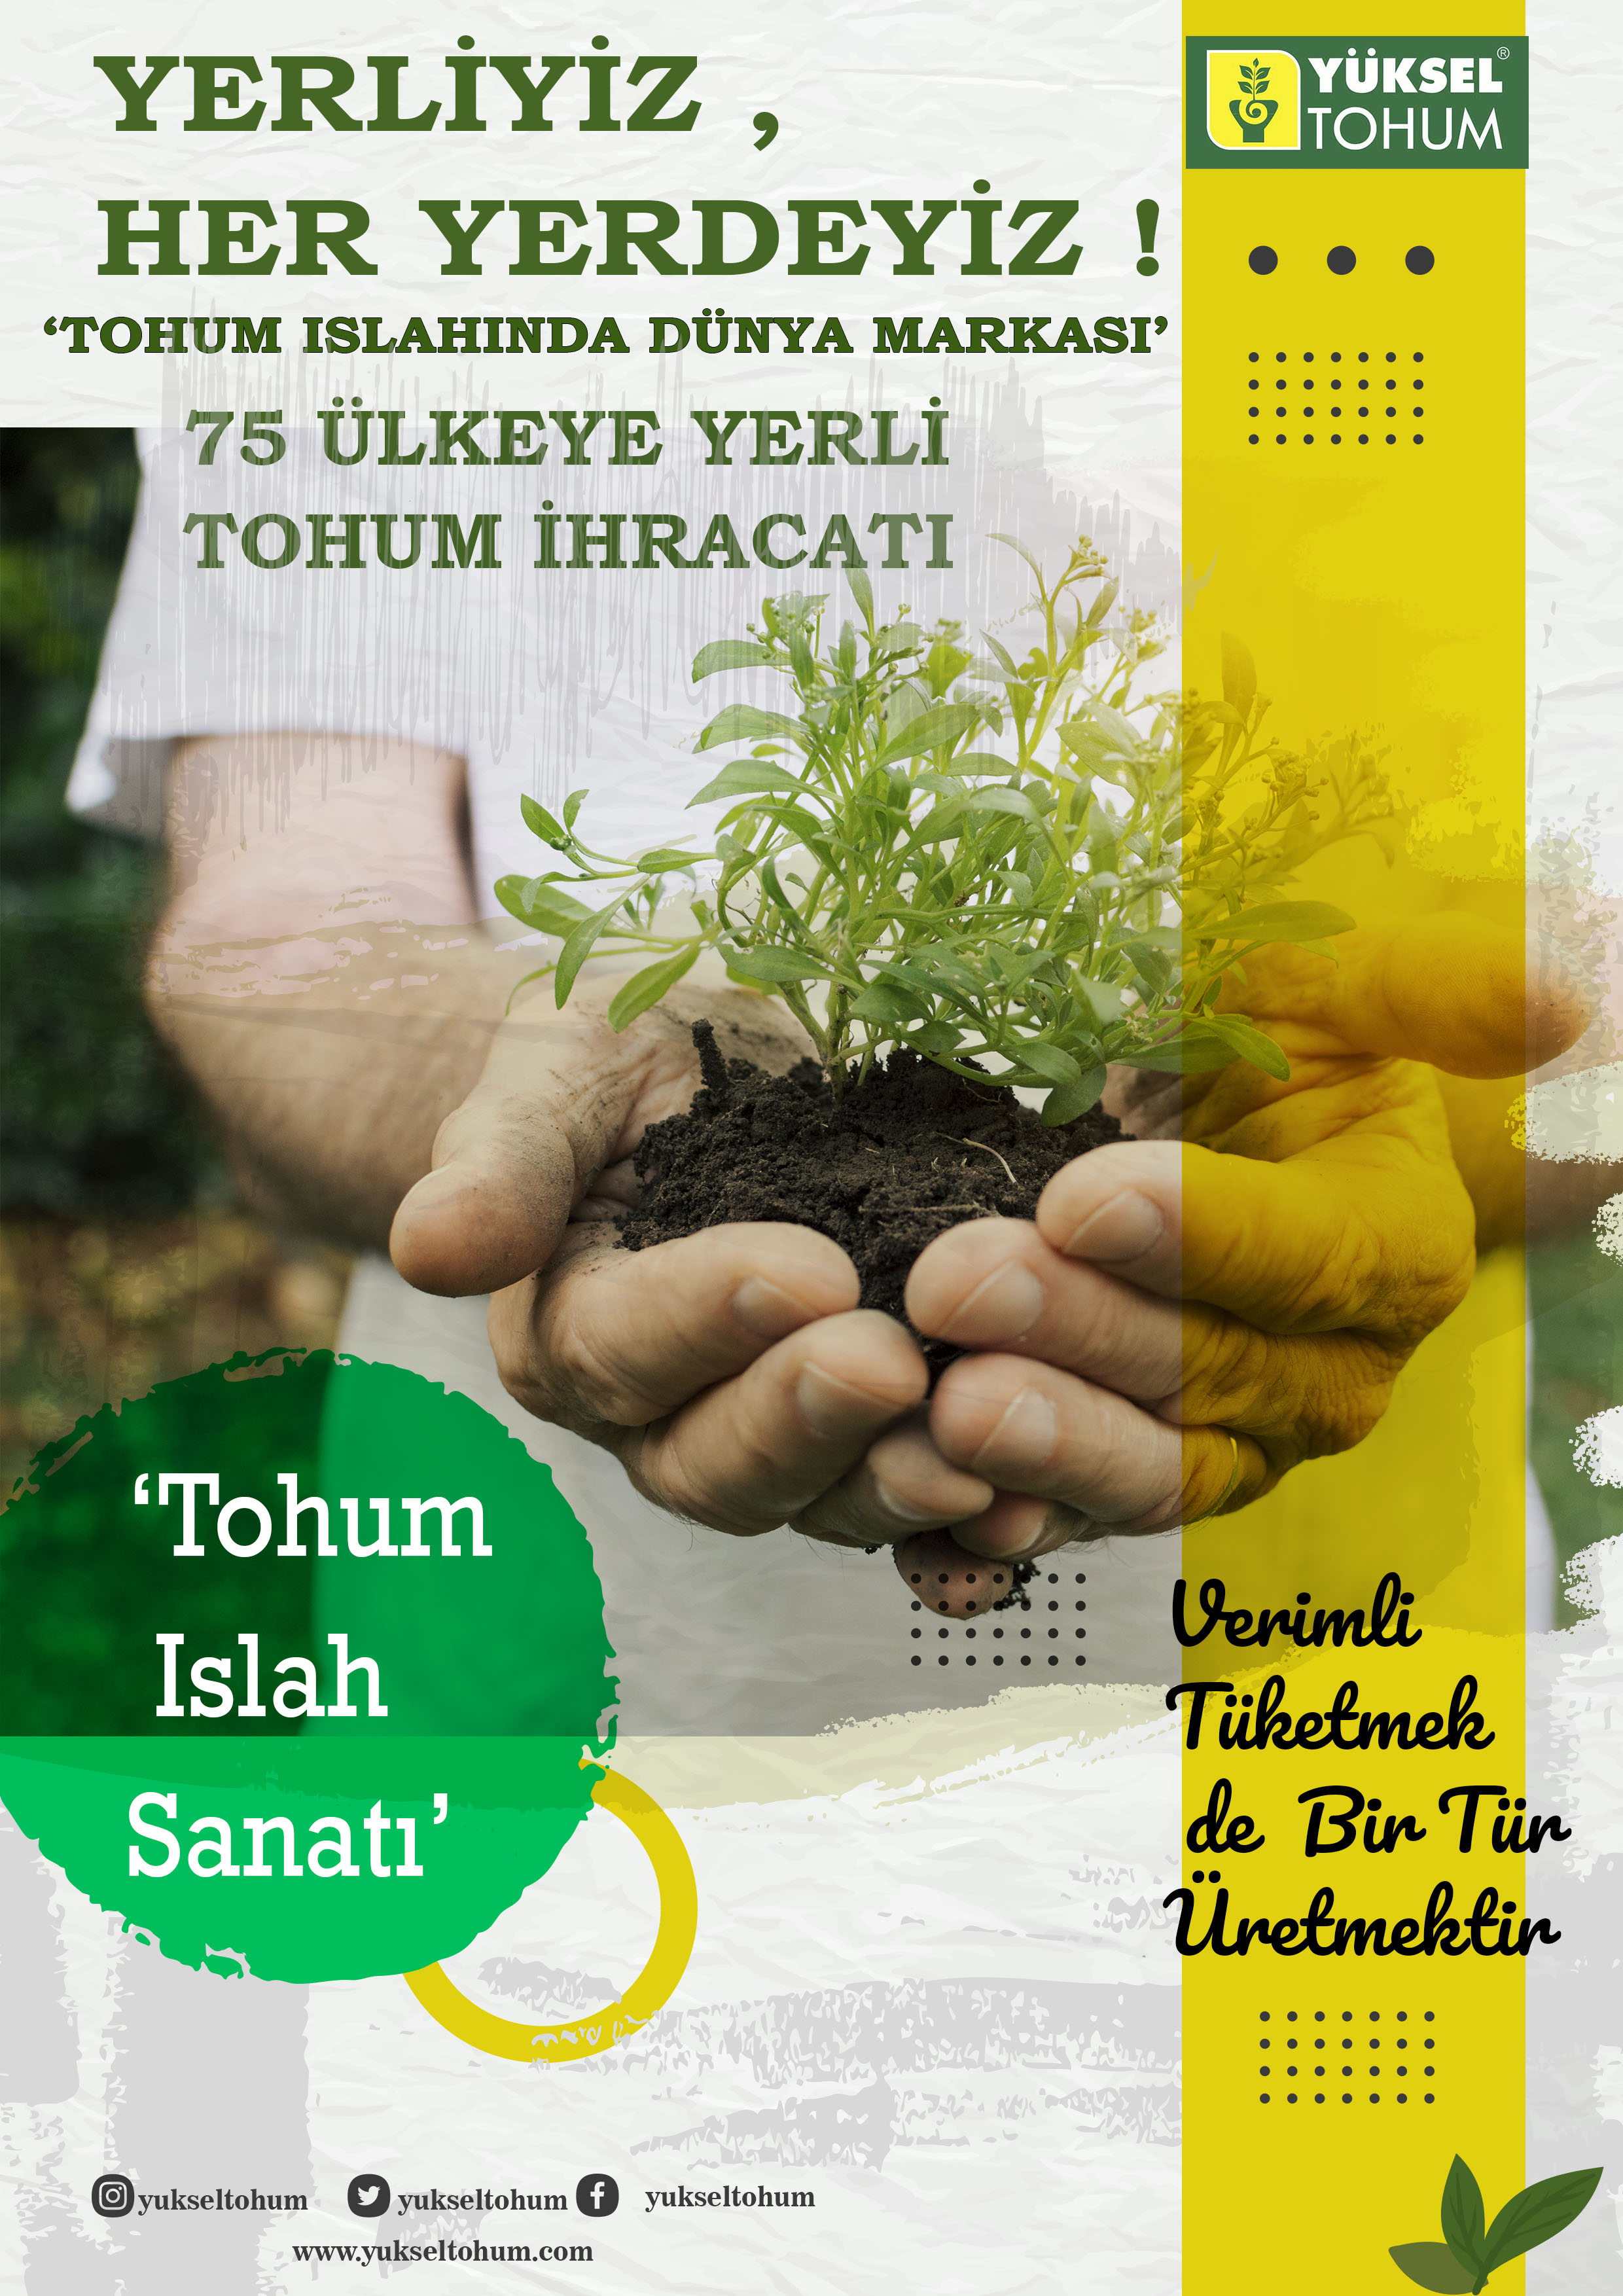 YERLİYİZ ,
HER YERDEYİZ !
‘TOHUM ISLAHINDA DÜNYA MARKASI’
75 ÜLKEYE YERLİ
TOHUM İHRACATI
YÜKSEL®
TOHUM
‘Tohum
Islah
Sanatı’
Verimli
Tüketmek
de Bir Tür
Üretmektir
yukseltohum yukseltohum yukseltohum
www.yukseltohum.com